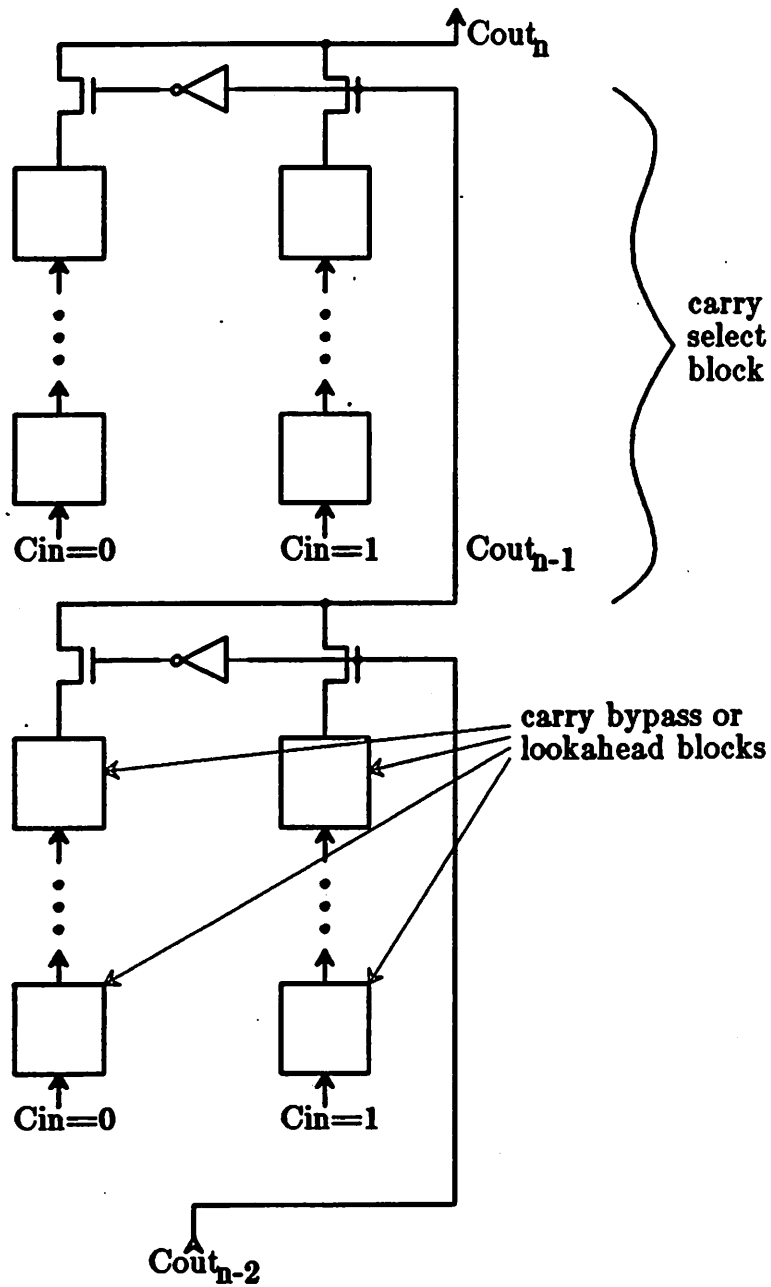 Cout_n
carry
select
block
Cin=0
Cin=1
Cout_n-1
carry bypass or
lookahead blocks
Cin=0
Cin=1
Cout_n-2